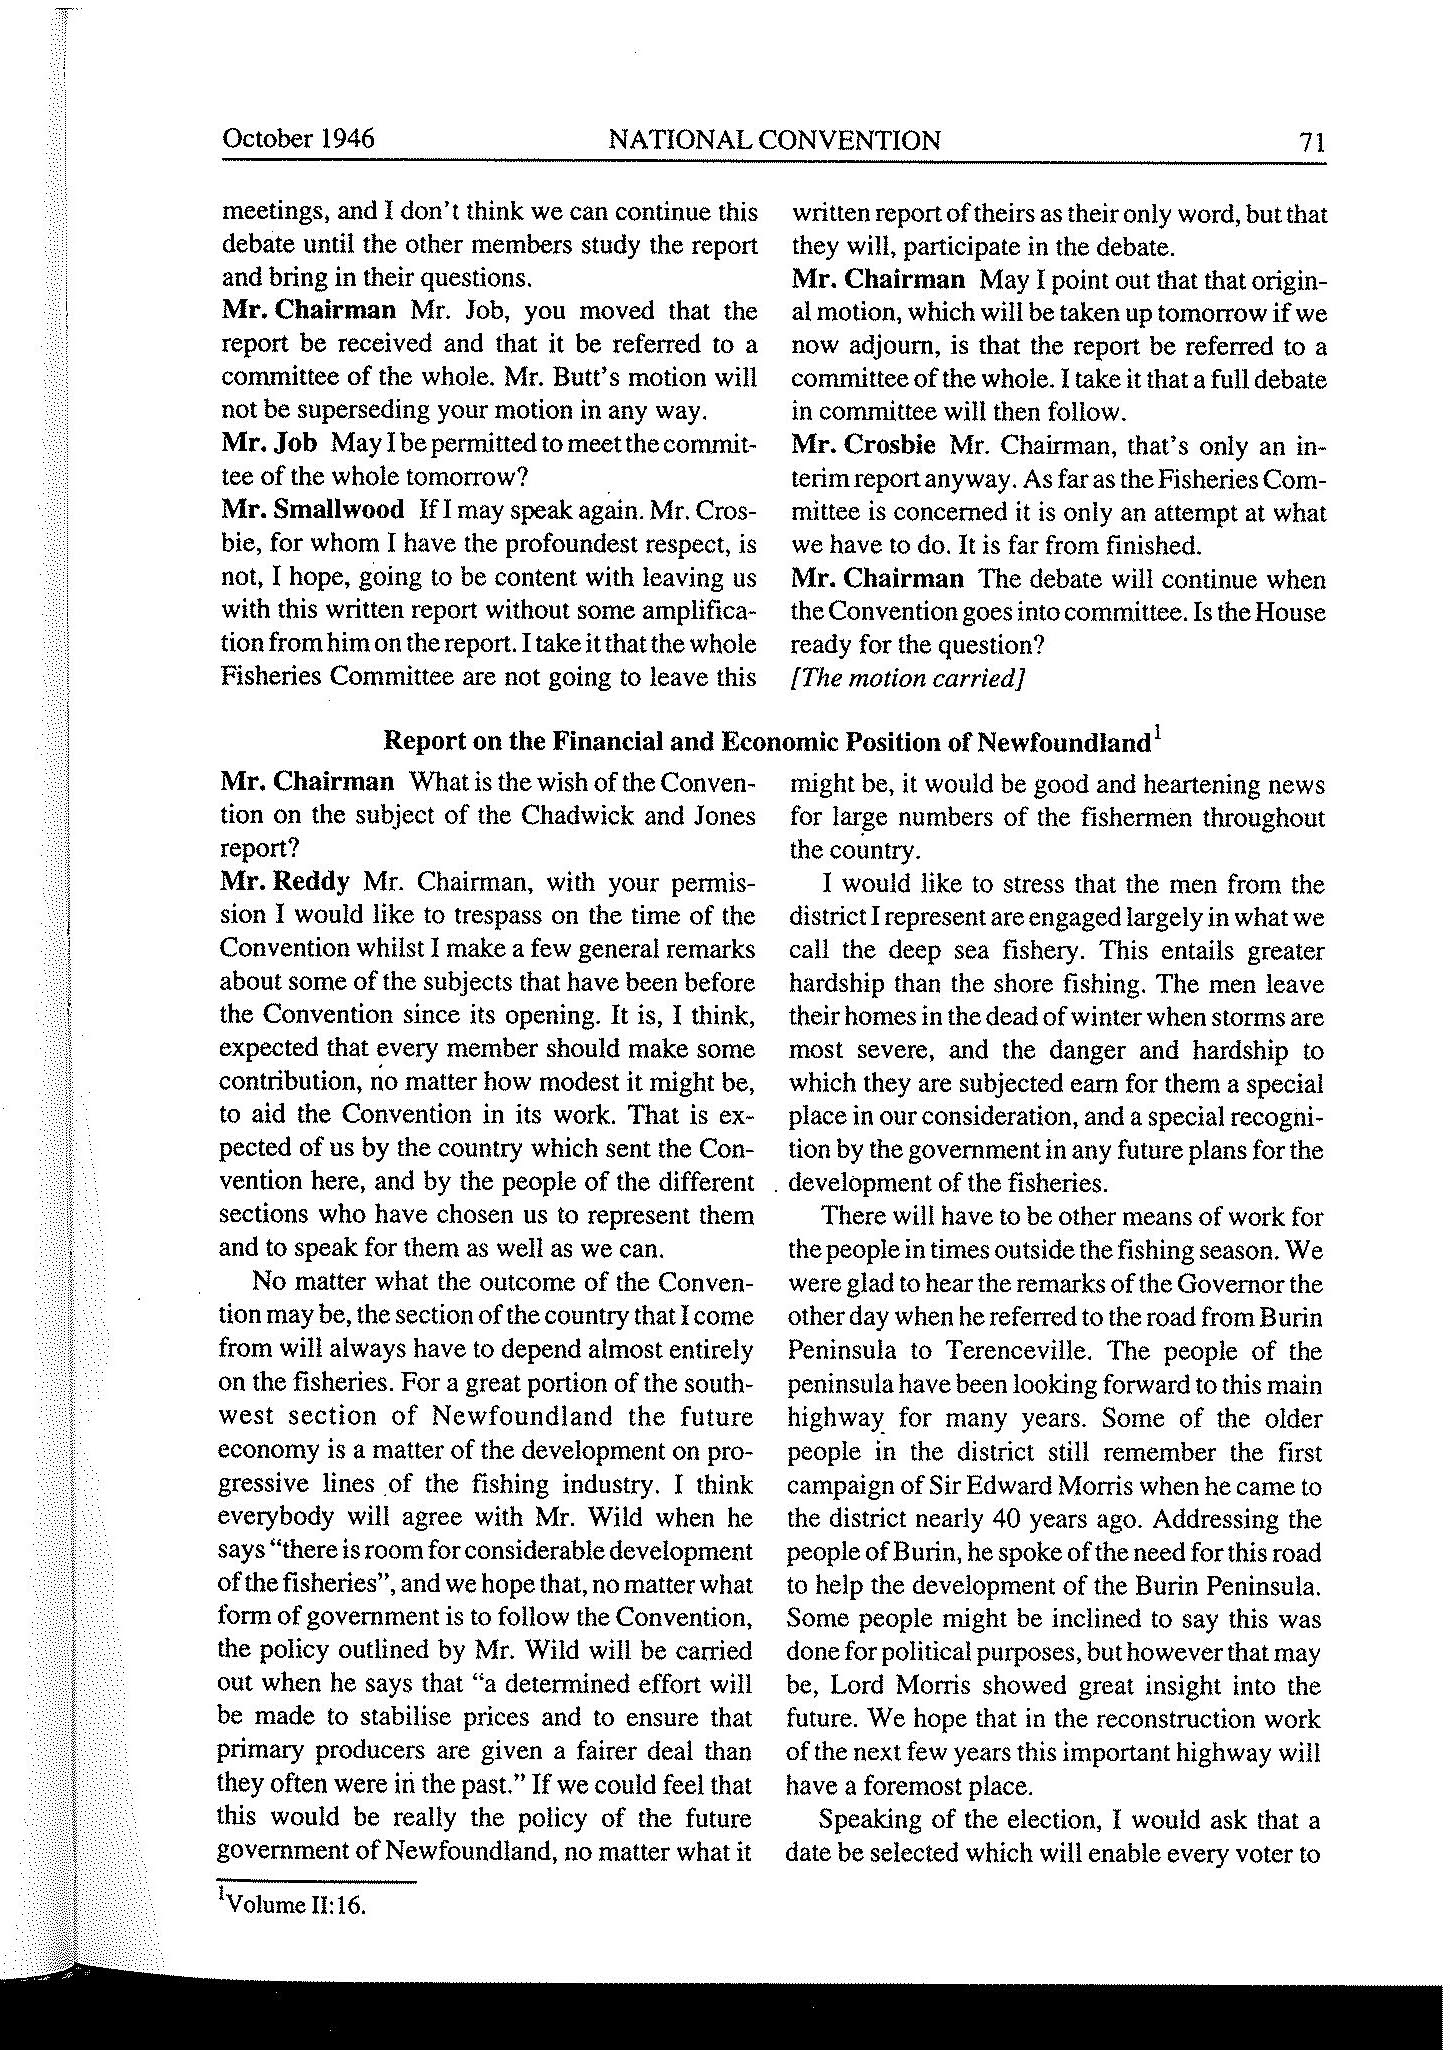 October 1946 NATIONAL CONVENTION 71
meetings, and I don't think we can continue this
debate until the other members study the report
and bring in their questions.
Mr. Chairman Mr. Job, you moved that the
report be received and that it be referred to a
committee of the whole. Mr. Butt's motion will
not be superseding your motion in any way.
Mr. Job May I be permitted to meet the commit-
tee of the whole tomorrow?
Mr. Smallwood If I may speak again. Mr. Cros-
bie, for whom I have the profoundest respect, is
not, I hope, going to be content with leaving us
with this written report without some amplifica-
tion from him on the report. I take it that the whole
Fisheries Committee are not going to leave this
written report of theirs as their only word, but that
they will, participate in the debate.
Mr. Chairman May I point out that that origin-
al motion, which will be taken up tomorrow if we
now adjourn, is that the report be referred to a
committee of the whole. I take it that a full debate
in committee will then follow.
Mr. Crosbie Mr. Chairman, that's only an in-
terim report anyway. As far as the Fisheries Com-
mittee is concerned it is only an attempt at what
we have to do. It is far from finished.
Mr. Chairman The debate will continue when
the Convention goes into committee. Is the House
ready for the question?
[The motion carried]
Report on the Financial and Economic Position of Newfoundland¹
Mr. Chairman What is the wish of the Conven-
tion on the subject of the Chadwick and Jones
report?
Mr. Reddy Mr. Chairman, with your permis-
sion I would like to trespass on the time of the
Convention whilst I make a few general remarks
about some of the subjects that have been before
the Convention since its opening. It is, I think,
expected that every member should make some
contribution, no matter how modest it might be,
to aid the Convention in its work. That is ex-
pected of us by the country which sent the Con-
vention here, and by the people of the different
sections who have chosen us to represent them
and to speak for them as well as we can.
No matter what the outcome of the Conven-
tion may be, the section of the country that I come
from will always have to depend almost entirely
on the fisheries. For a great portion of the south-
west section of Newfoundland the future
economy is a matter of the development on pro-
gressive lines of the fishing industry. I think
everybody will agree with Mr. Wild when he
says "there is room for considerable development
of the fisheries", and we hope that, no matter what
form of government is to follow the Convention,
the policy outlined by Mr. Wild will be carried
out when he says that "a determined effort will
be made to stabilise prices and to ensure that
primary producers are given a fairer deal than
they often were in the past." If we could feel that
this would be really the policy of the future
government of Newfoundland, no matter what it
might be, it would be good and heartening news
for large numbers of the fishermen throughout
the country.
I would like to stress that the men from the
district I represent are engaged largely in what we
call the deep sea fishery. This entails greater
hardship than the shore fishing. The men leave
their homes in the dead of winter when storms are
most severe, and the danger and hardship to
which they are subjected earn for them a special
place in our consideration, and a special recogni-
tion by the government in any future plans for the
development of the fisheries.
There will have to be other means of work for
the people in times outside the fishing season. We
were glad to hear the remarks of the Governor the
other day when he referred to the road from Burin
Peninsula to Terenceville. The people of the
peninsula have been looking forward to this main
highway for many years. Some of the older
people in the district still remember the first
campaign of Sir Edward Morris when he came to
the district nearly 40 years ago. Addressing the
people of Burin, he spoke of the need for this road
to help the development of the Burin Peninsula.
Some people might be inclined to say this was
done for political purposes, but however that may
be, Lord Morris showed great insight into the
future. We hope that in the reconstruction work
of the next few years this important highway will
have a foremost place.
Speaking of the election, I would ask that a
date be selected which will enable every voter to
¹Volume II:16.